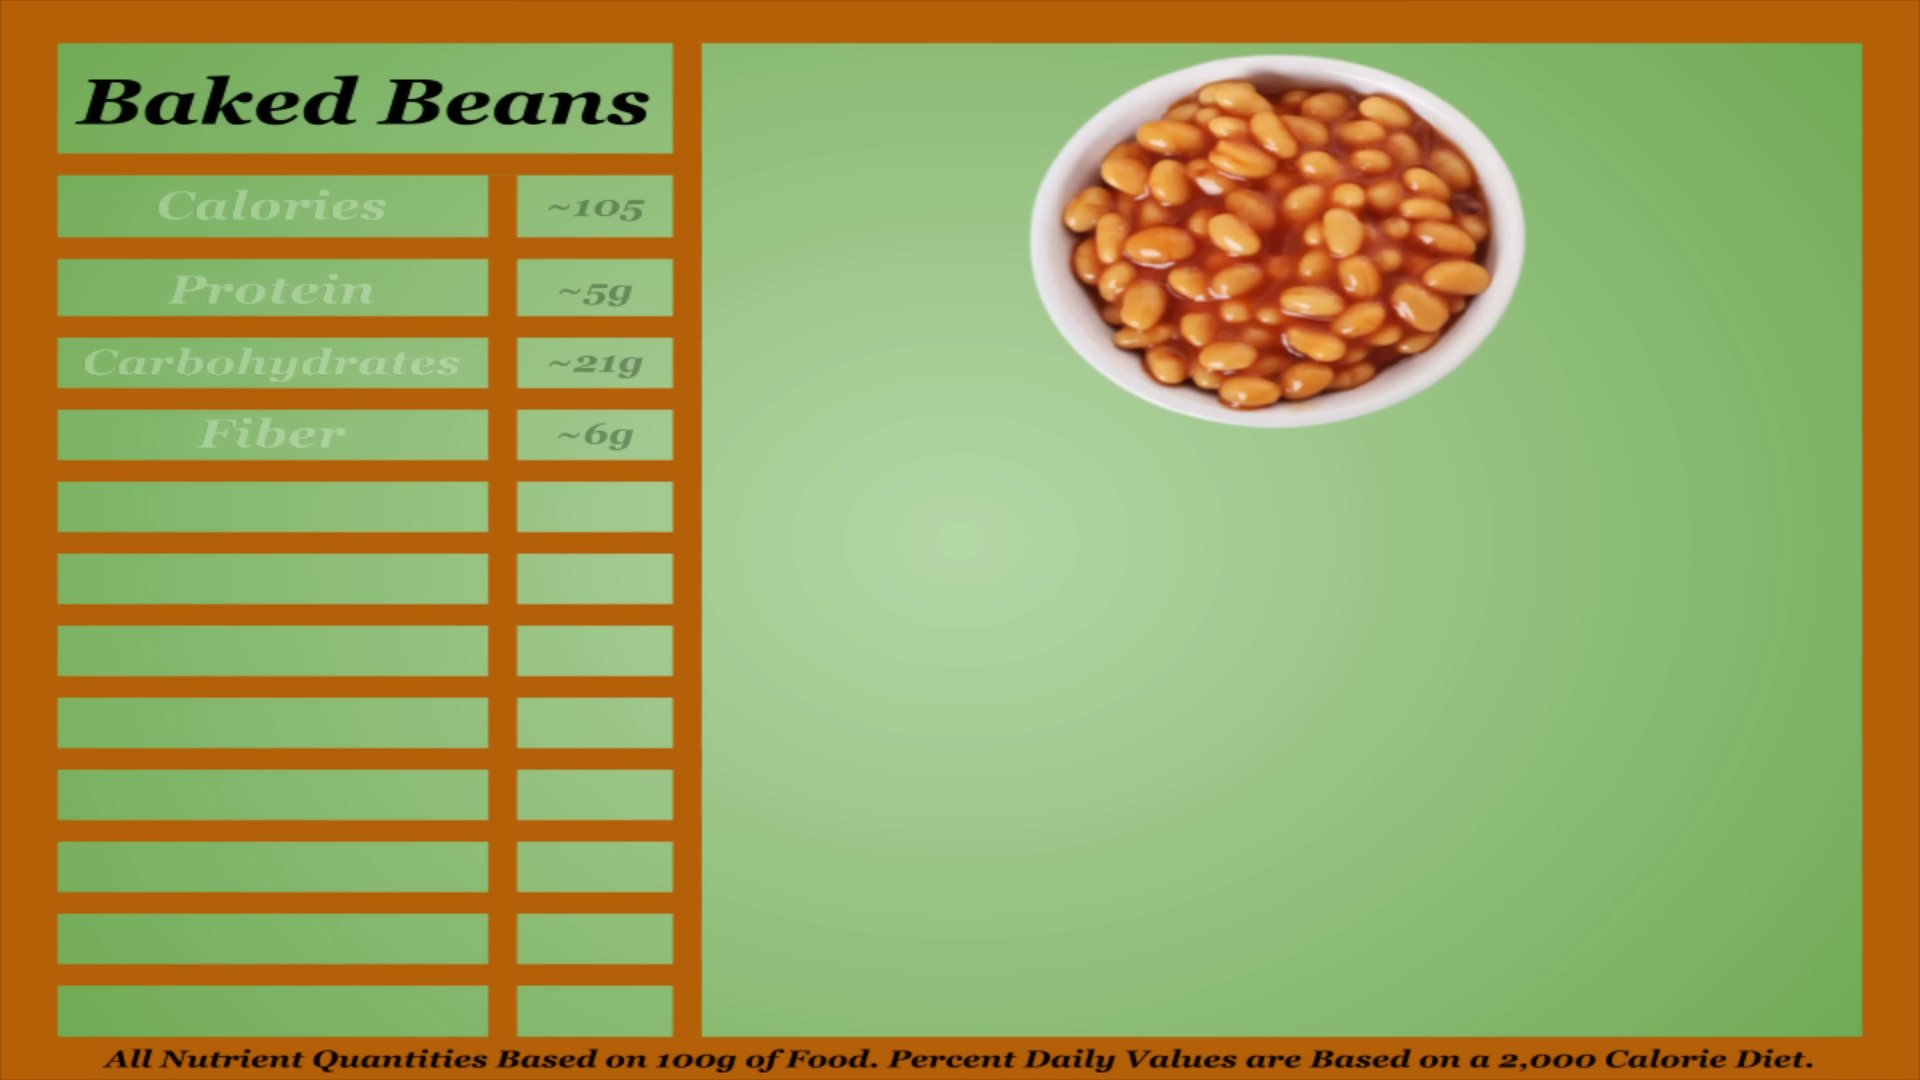 Baked Beans
Calories ~105
Protein ~5g
Carbohydrates ~21g
Fiber ~6g
All Nutrient Quantities Based on 100g of Food. Percent Daily Values are Based on a 2,000 Calorie Diet.